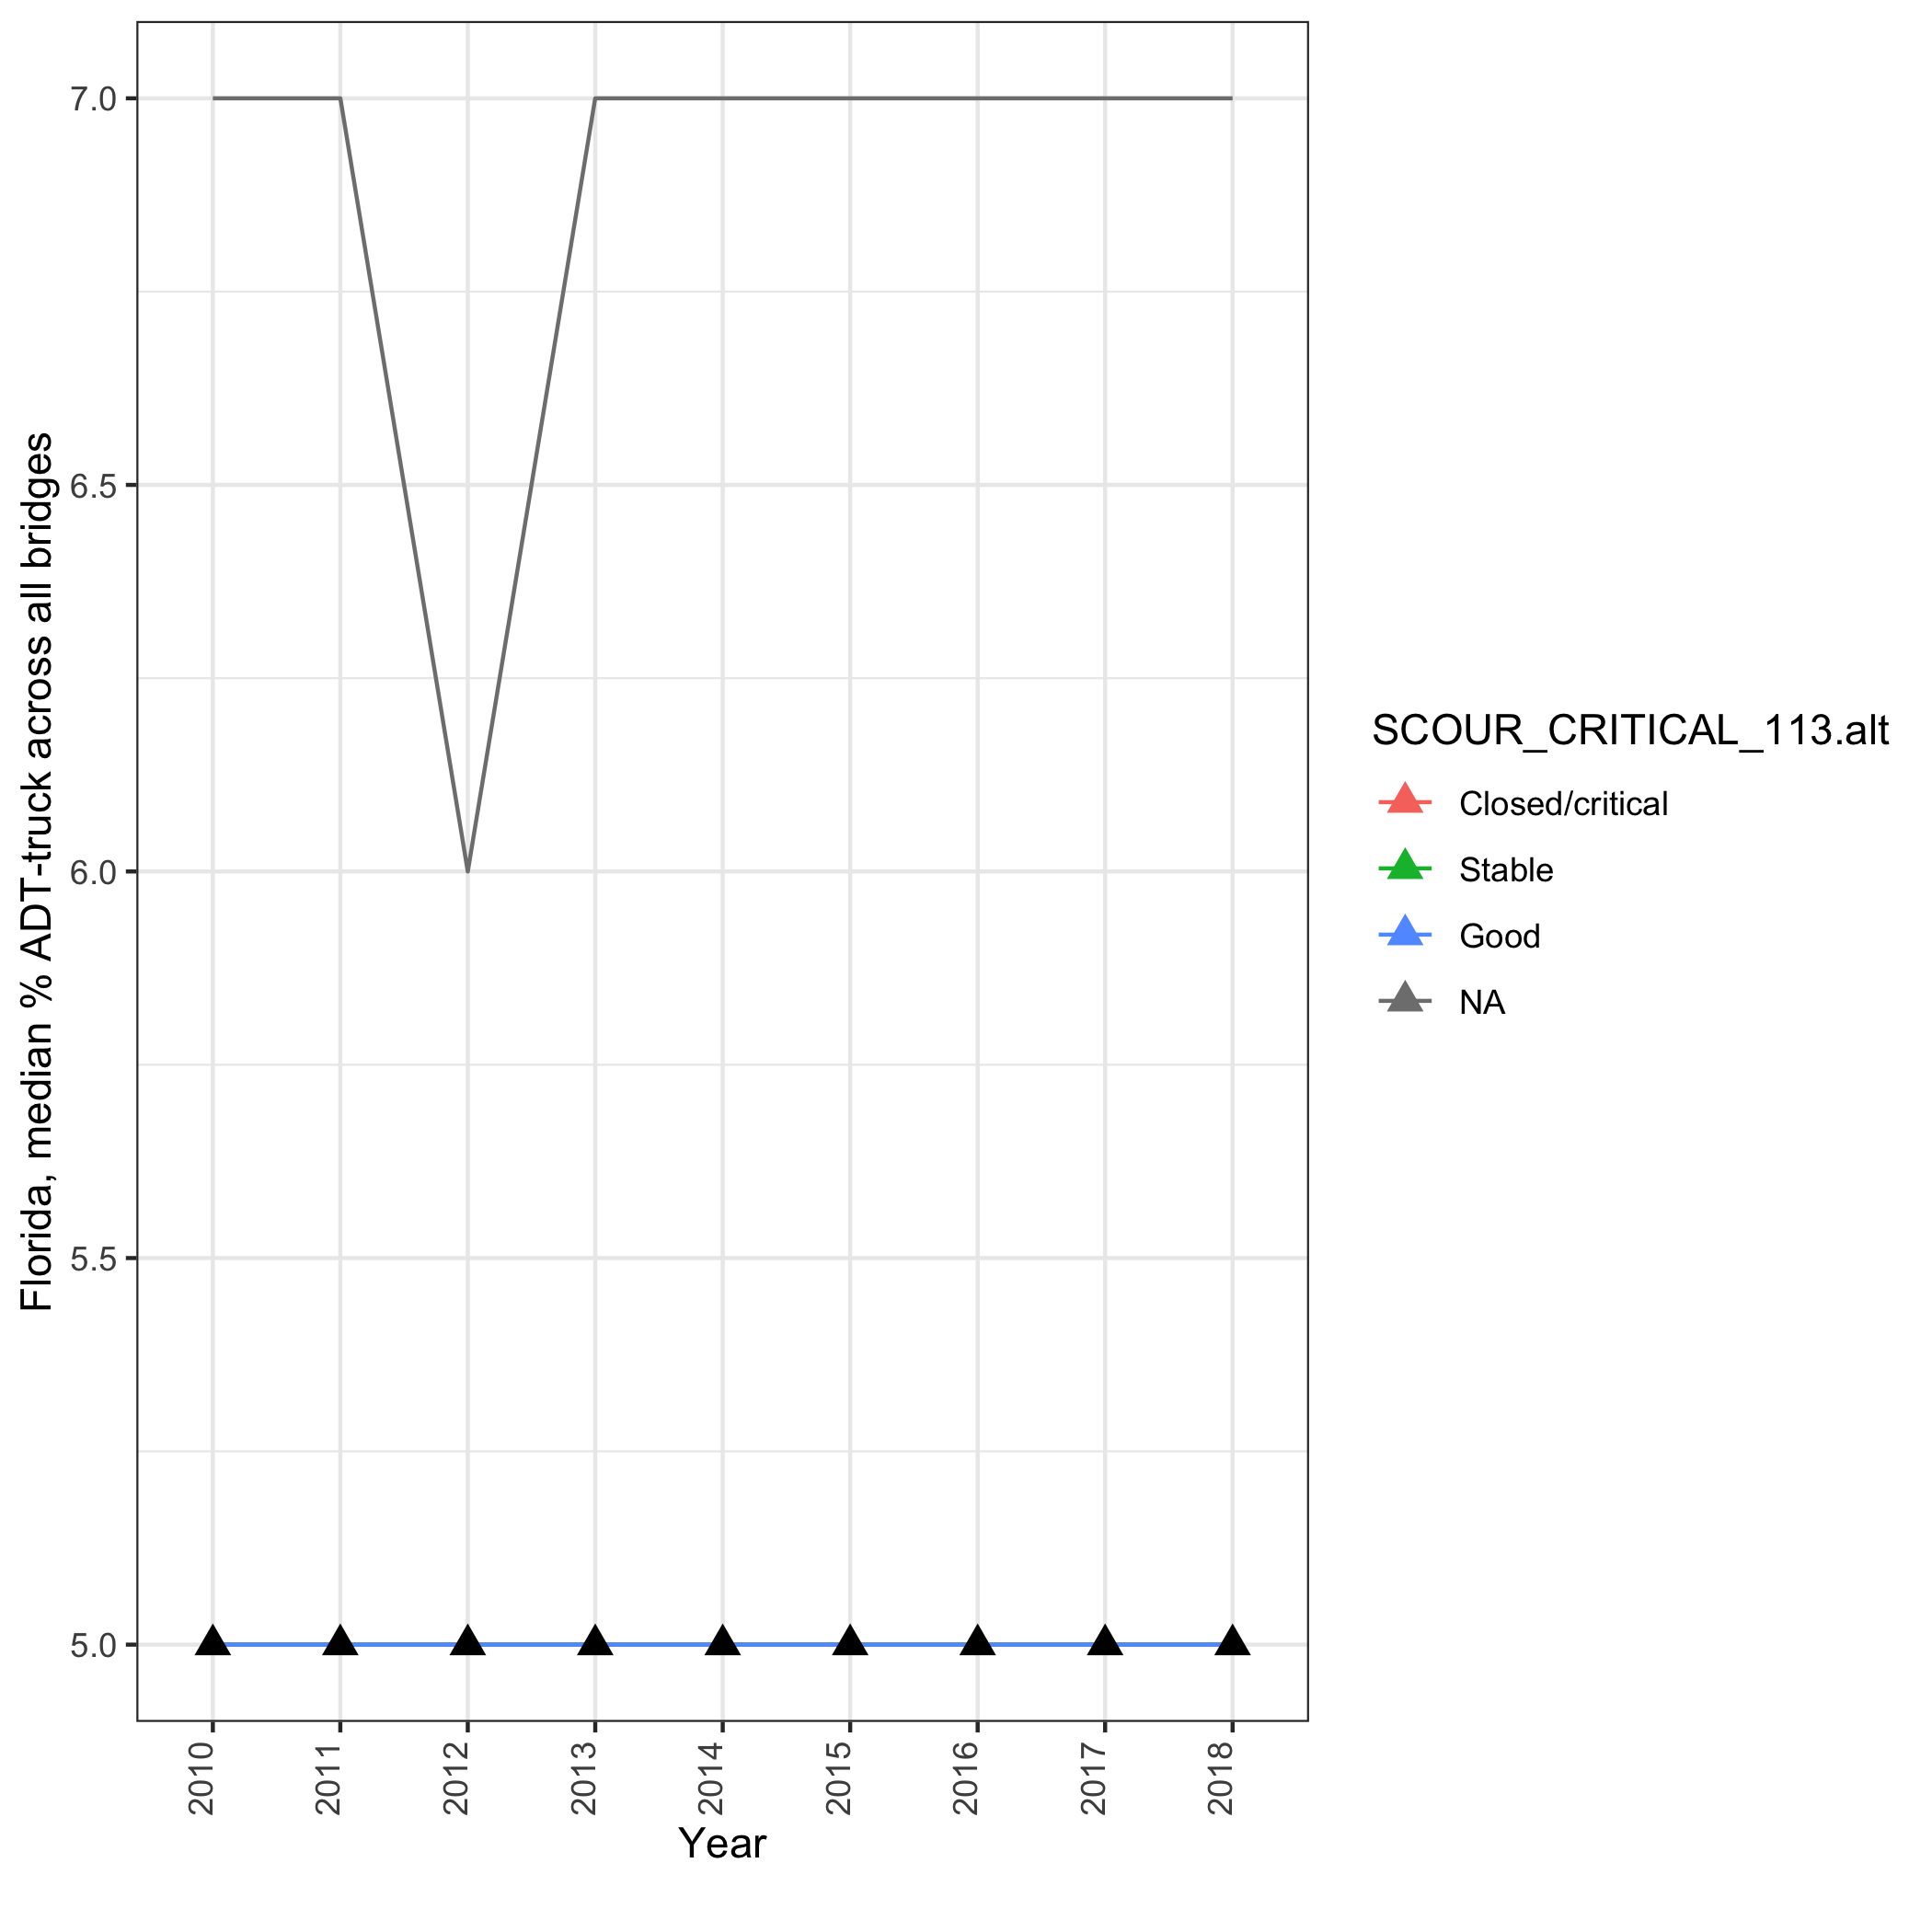 Florida, median % ADT-truck across all bridges
7.0
6.5
6.0
5.5
5.0
2010
2011
2012
2013
2014
2015
2016
2017
2018
Year
SCOUR_CRITICAL_113.alt
Closed/critical
Stable
Good
NA